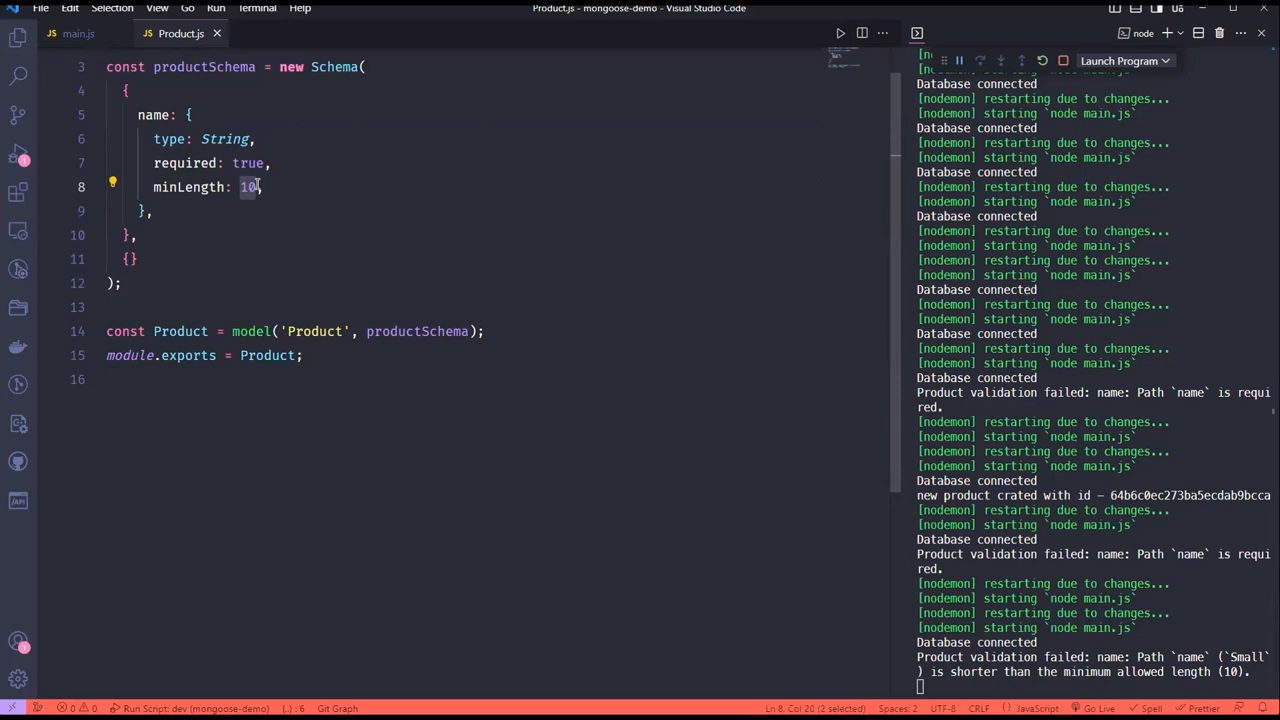 File Edit Selection View Go Run Terminal Help
Product.js - mongoose-demo - Visual Studio Code
main.js
JS Product.js
node
Launch Program
3 const productSchema = new Schema(
4 {
5 name: {
6 type: String,
7 required: true,
8 minLength: 10,
9 },
10 },
11 {}
12 );
13
14 const Product = model('Product', productSchema);
15 module.exports = Product;
16
Database connected
[nodemon] restarting due to changes...
[nodemon] starting `node main.js`
Database connected
[nodemon] restarting due to changes...
[nodemon] starting `node main.js`
Database connected
[nodemon] restarting due to changes...
[nodemon] starting `node main.js`
Database connected
[nodemon] restarting due to changes...
[nodemon] starting `node main.js`
[nodemon] restarting due to changes...
[nodemon] starting `node main.js`
Database connected
[nodemon] restarting due to changes...
[nodemon] starting `node main.js`
Database connected
[nodemon] restarting due to changes...
[nodemon] starting `node main.js`
Database connected
Product validation failed: name: Path `name` is requi
red.
[nodemon] restarting due to changes...
[nodemon] starting `node main.js`
[nodemon] restarting due to changes...
[nodemon] starting `node main.js`
Database connected
new product crated with id – 64b6c0ec273ba5ecdab9bcca
[nodemon] restarting due to changes...
[nodemon] starting `node main.js`
Database connected
Product validation failed: name: Path `name` is requi
red.
[nodemon] restarting due to changes...
[nodemon] starting `node main.js`
[nodemon] restarting due to changes...
[nodemon] starting `node main.js`
Database connected
Product validation failed: name: Path `name` (`Small`
) is shorter than the minimum allowed length (10).
0 0 Run Script: dev (mongoose-demo) {..} : 6 Git Graph
Ln 8, Col 20 (2 selected) Spaces: 2 UTF-8 CRLF JavaScript Go Live Spell Prettier